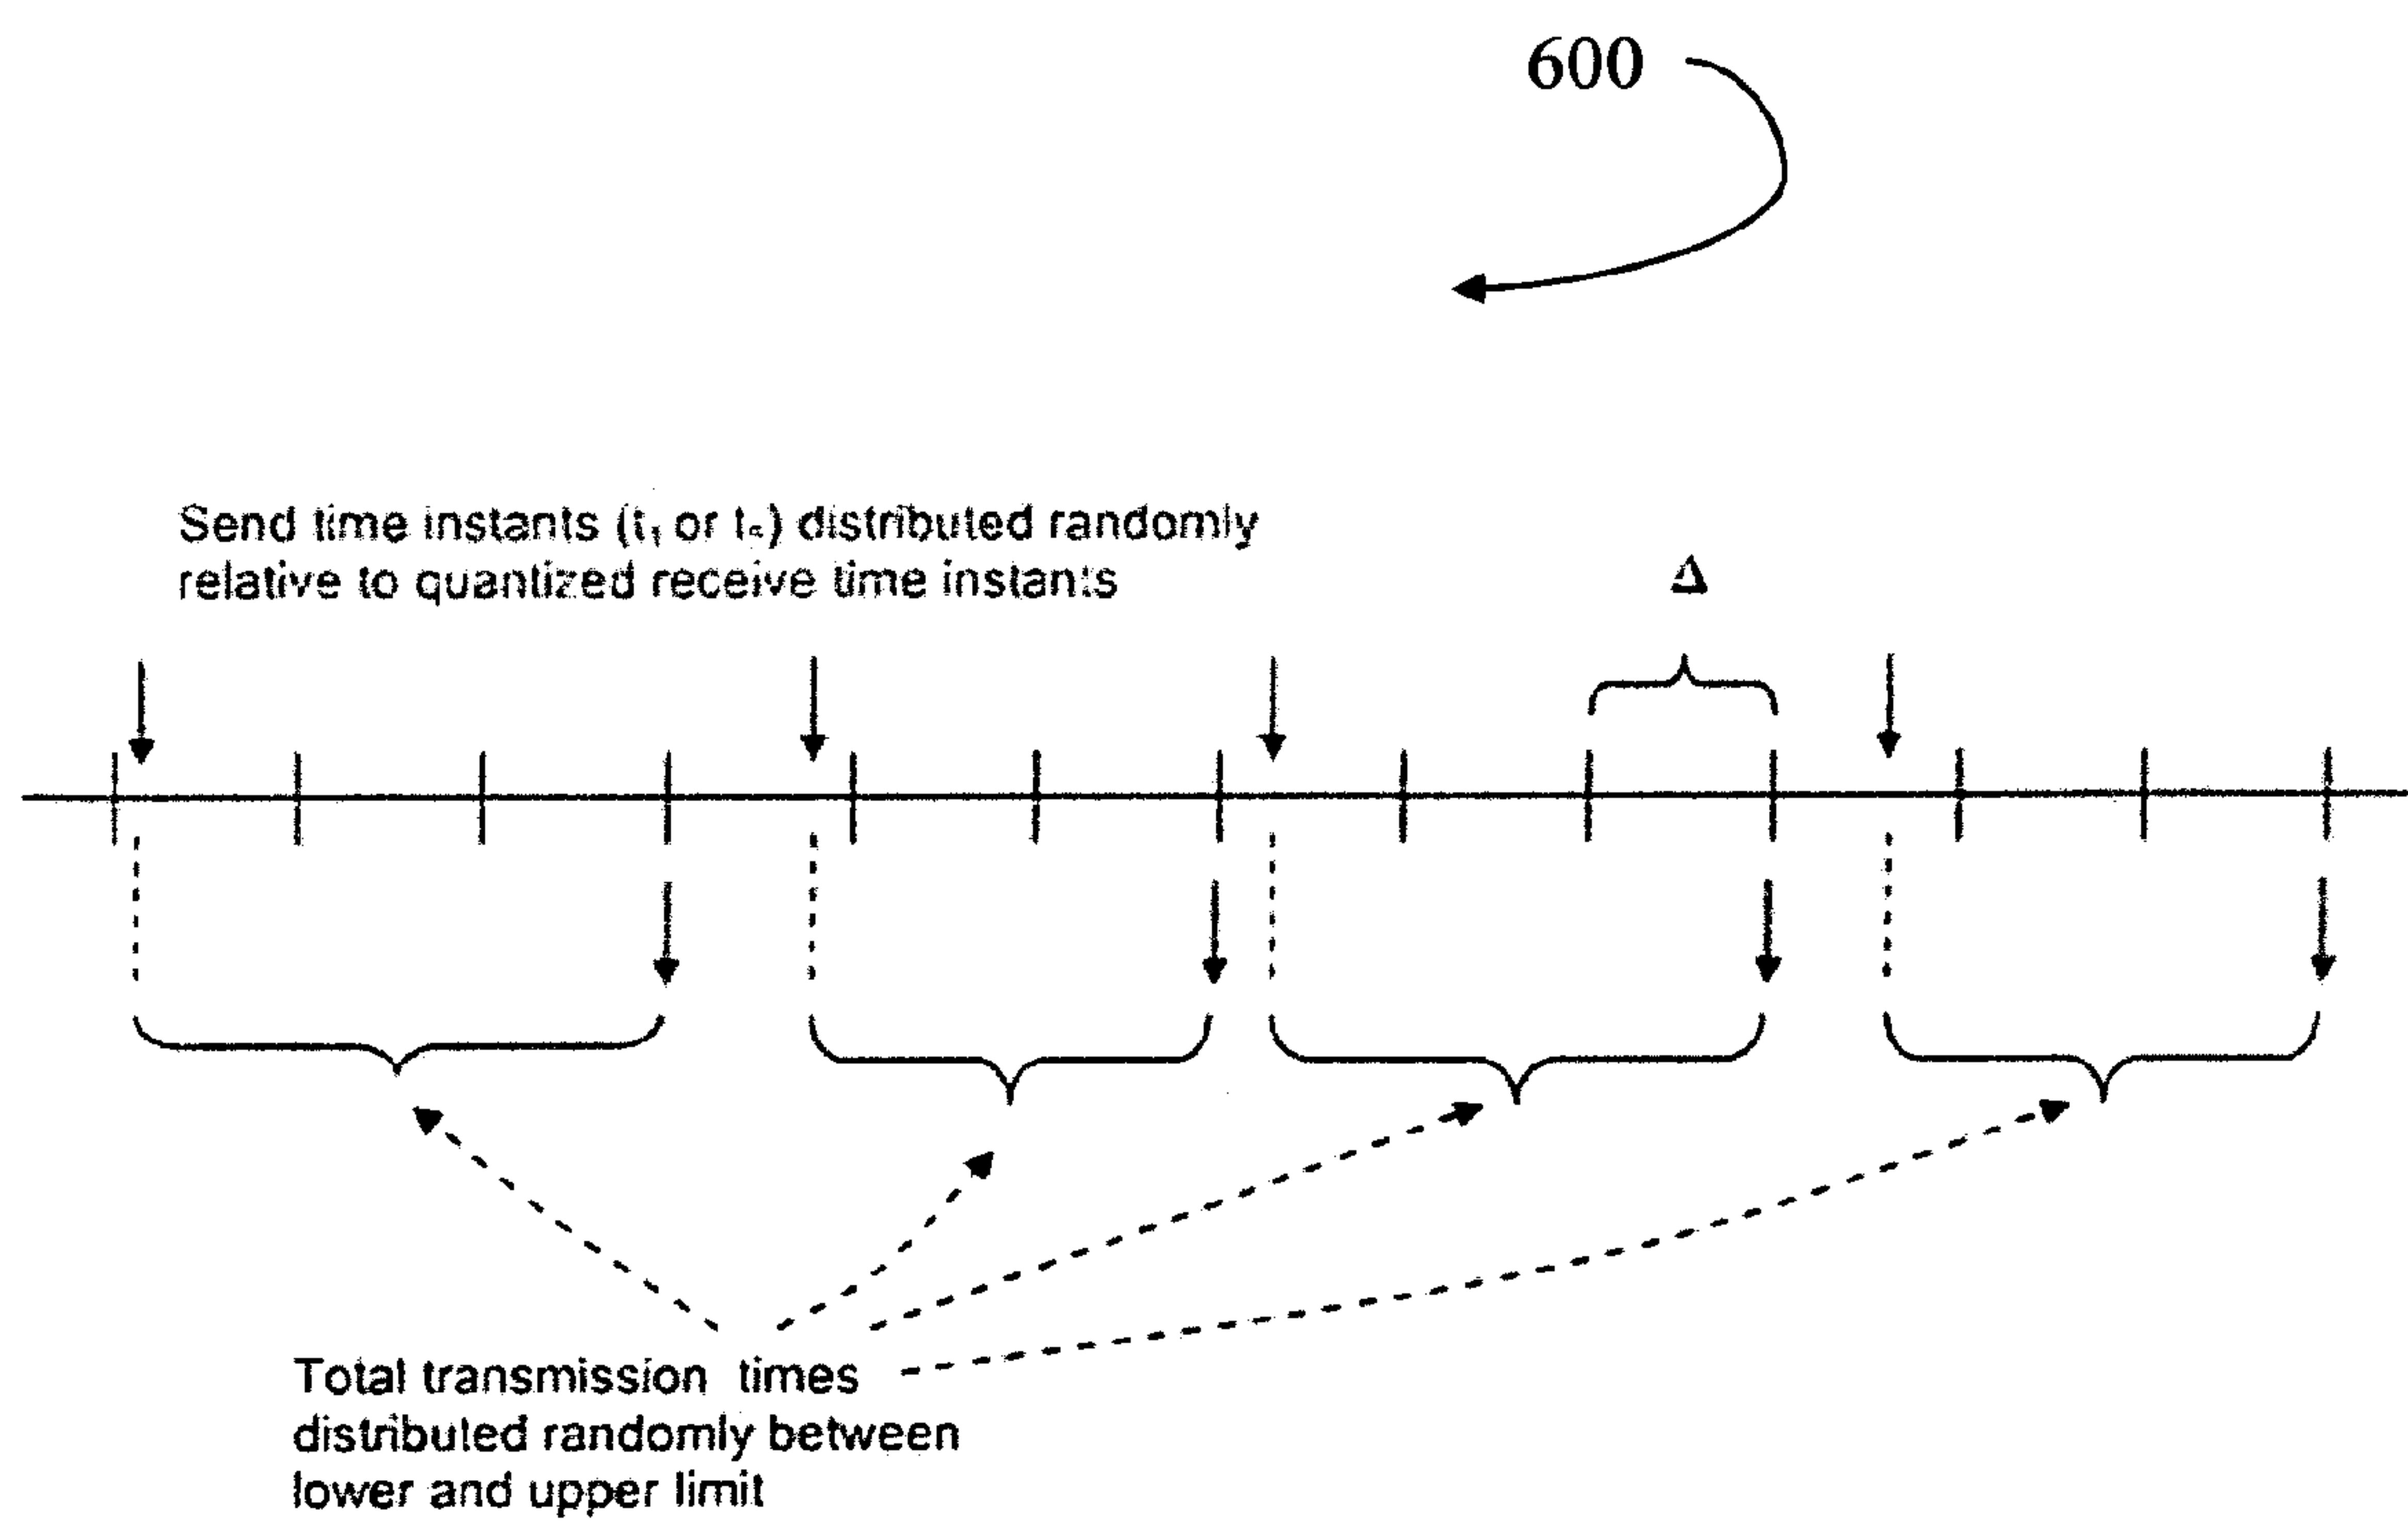 600
Send time instants (t₁ or t) distributed randomly
relative to quantized receive time instants
Δ
Total transmission times
distributed randomly between
lower and upper limit